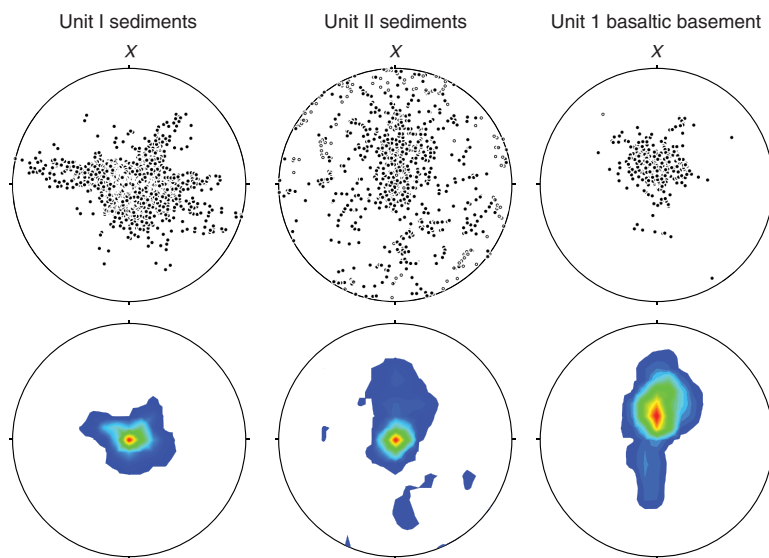 Unit I sediments
Unit II sediments
Unit 1 basaltic basement
X
X
X